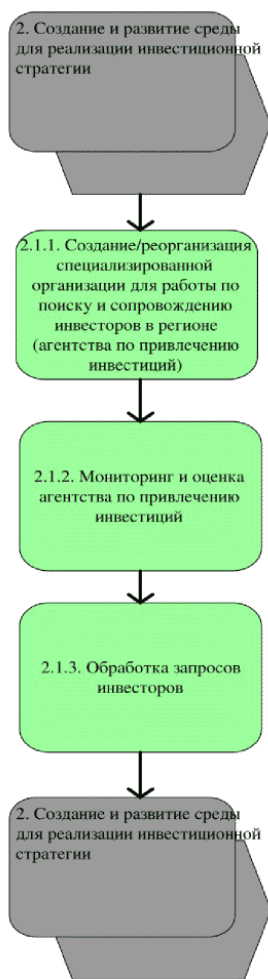 2. Создание и развитие среды
для реализации инвестиционной
стратегии
2.1.1. Создание/реорганизация
специализированной
организации для работы по
поиску и сопровождению
инвесторов в регионе
(агентства по привлечению
инвестиций)
2.1.2. Мониторинг и оценка
агентства по привлечению
инвестиций
2.1.3. Обработка запросов
инвесторов
2. Создание и развитие среды
для реализации инвестиционной
стратегии